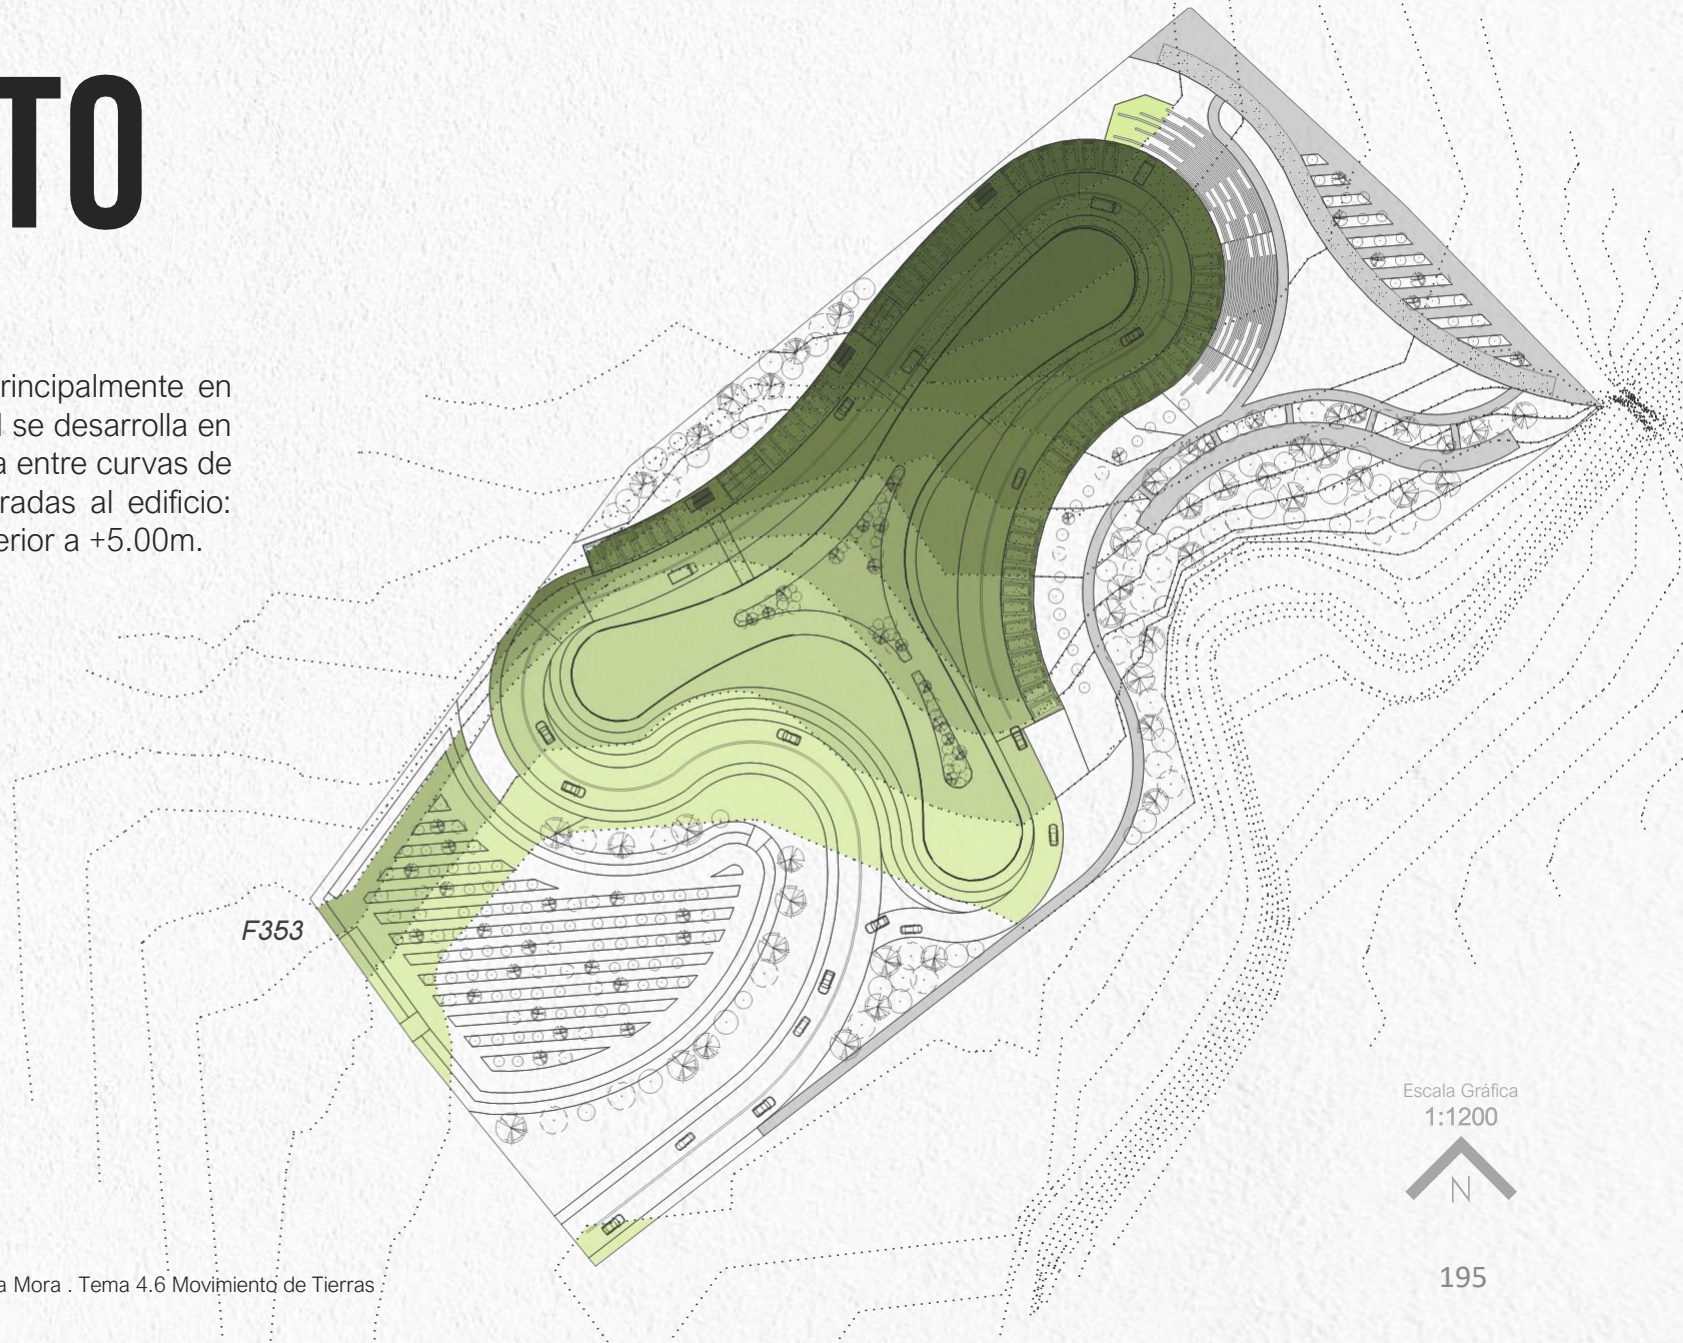 TO
rincipalmente en
l se desarrolla en
a entre curvas de
radas al edificio:
erior a +5.00m.
F353
Escala Gráfica
1:1200
N
195
a Mora . Tema 4.6 Movimiento de Tierras